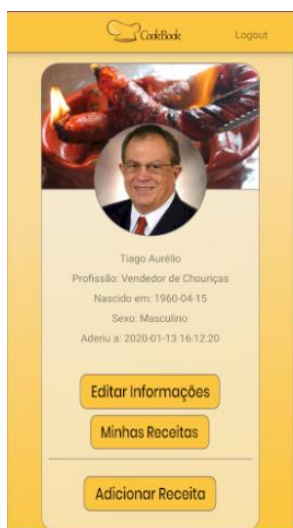 CookBook
Logout
Tiago Aurélio
Profissão: Vendedor de Chouriças
Nascido em: 1960-04-15
Sexo: Masculino
Aderiu a: 2020-01-13 16:12:20
Editar Informações
Minhas Receitas
Adicionar Receita